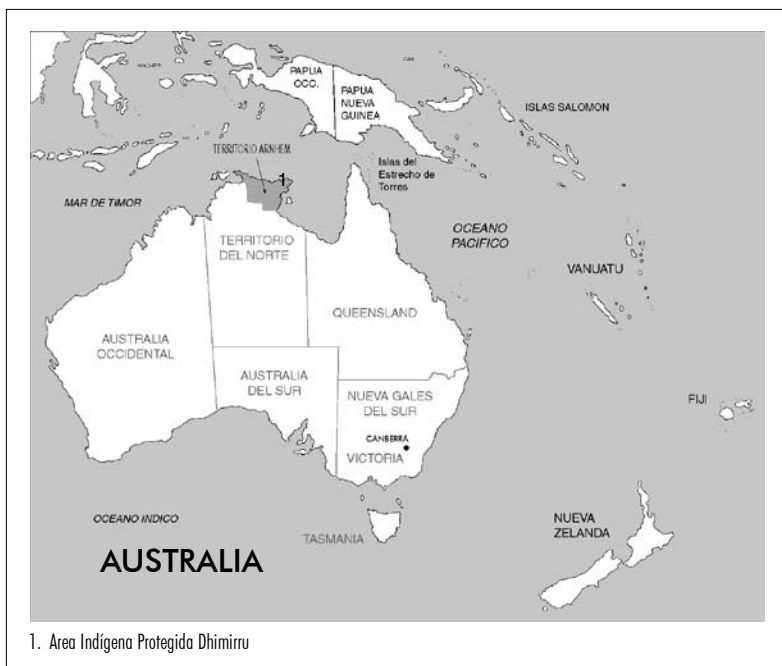 PAPUA
OCC.
PAPUA
NUEVA
GUINEA
ISLAS SALOMON
TERRITORIO ARNHEM
1
Islas del
Estrecho de
Torres
MAR DE TIMOR
OCEANO
PACIFICO
TERRITORIO
DEL NORTE
VANUATU
QUEENSLAND
AUSTRALIA
OCCIDENTAL
AUSTRALIA
DEL SUR
NUEVA GALES
DEL SUR
FIJI
CANBERRA
VICTORIA
OCEANO INDICO
NUEVA
ZELANDA
TASMANIA
AUSTRALIA
1. Area Indígena Protegida Dhimirru